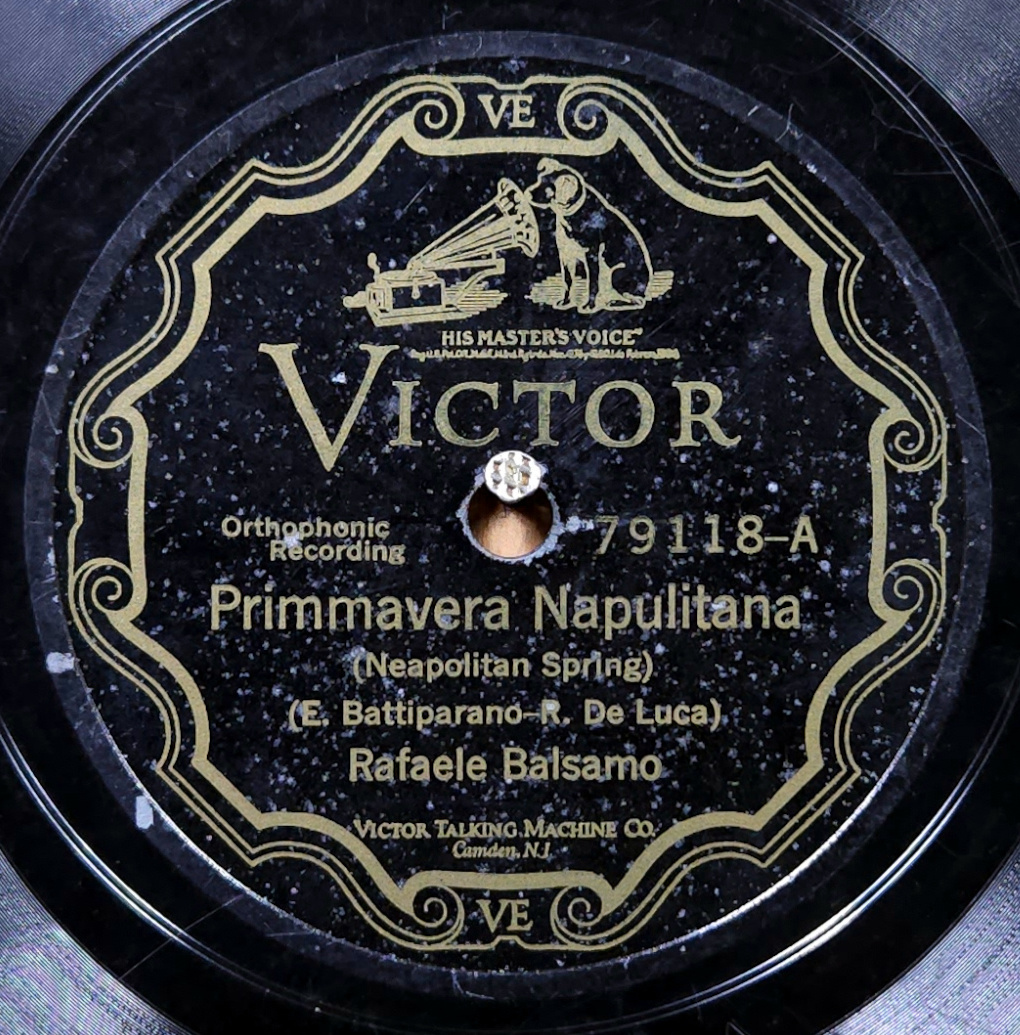 VE
"HIS MASTER'S VOICE"
VICTOR
Orthophonic
Recording
79118-A
Primmavera Napulitana
(Neapolitan Spring)
(E. Battiparano-R. De Luca)
Rafaele Balsamo
VICTOR TALKING MACHINE CO.
Camden, N.J.
VE